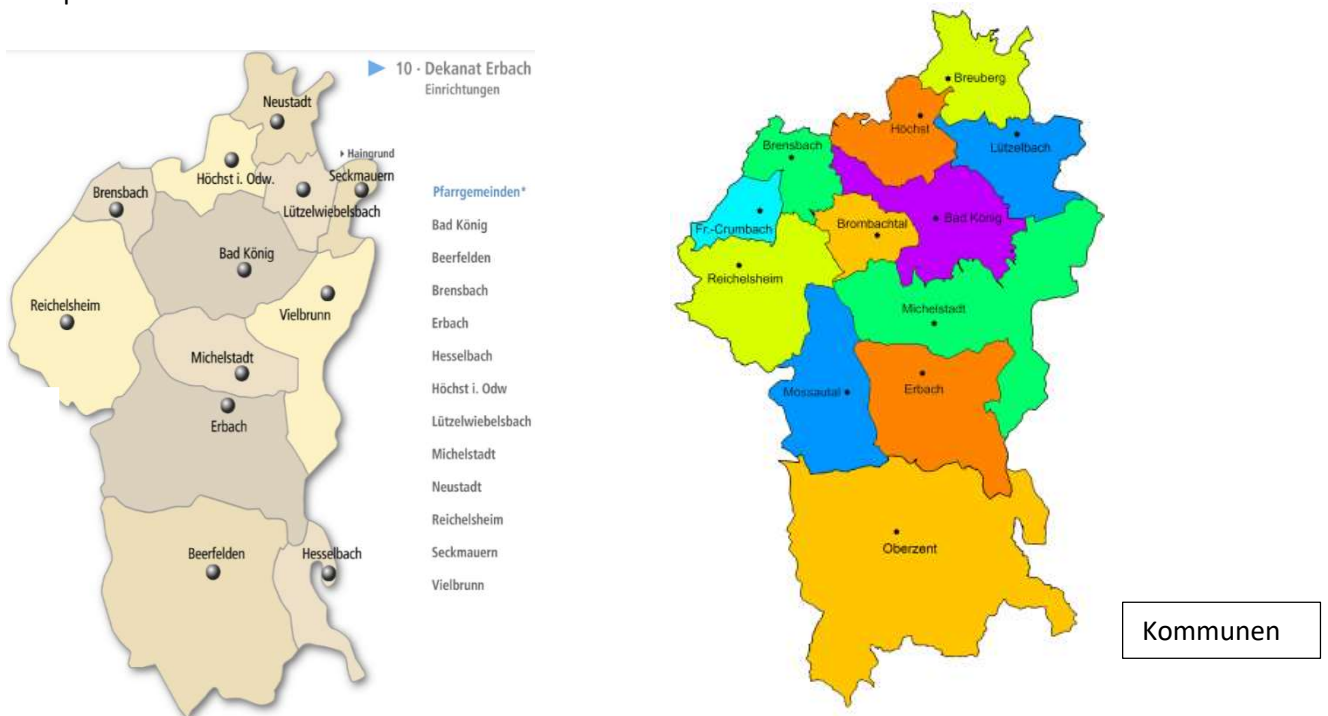 10 · Dekanat Erbach
Einrichtungen
Neustadt
Haingrund
Seckmauern
Höchst i. Odw.
Brensbach
Lützelwiebelsbach
Bad König
Vielbrunn
Reichelsheim
Michelstadt
Erbach
Beerfelden
Hesselbach
Pfarrgemeinden*
Bad König
Beerfelden
Brensbach
Erbach
Hesselbach
Höchst i. Odw
Lützelwiebelsbach
Michelstadt
Neustadt
Reichelsheim
Seckmauern
Vielbrunn
Breuberg
Höchst
Lützelbach
Brensbach
Fr.-Crumbach
Brombachtal
Bad König
Reichelsheim
Michelstadt
Mossautal
Erbach
Oberzent
Kommunen